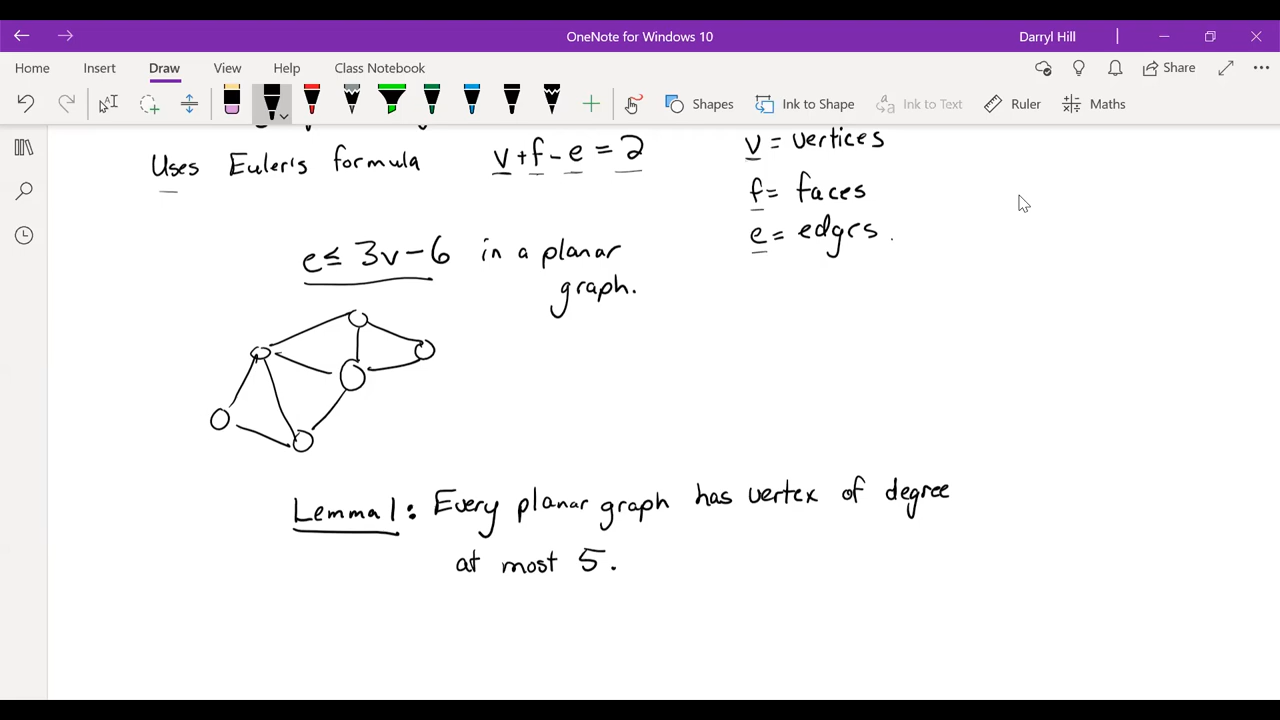 OneNote for Windows 10
Darryl Hill
Home Insert Draw View Help Class Notebook Share
Shapes Ink to Shape Ink to Text Ruler Maths
Uses Euler's formula v+f-e=2
v = vertices
f= faces
e = edges.
e ≤ 3v-6 in a planar
graph.
Lemma 1: Every planar graph has vertex of degree
at most 5.